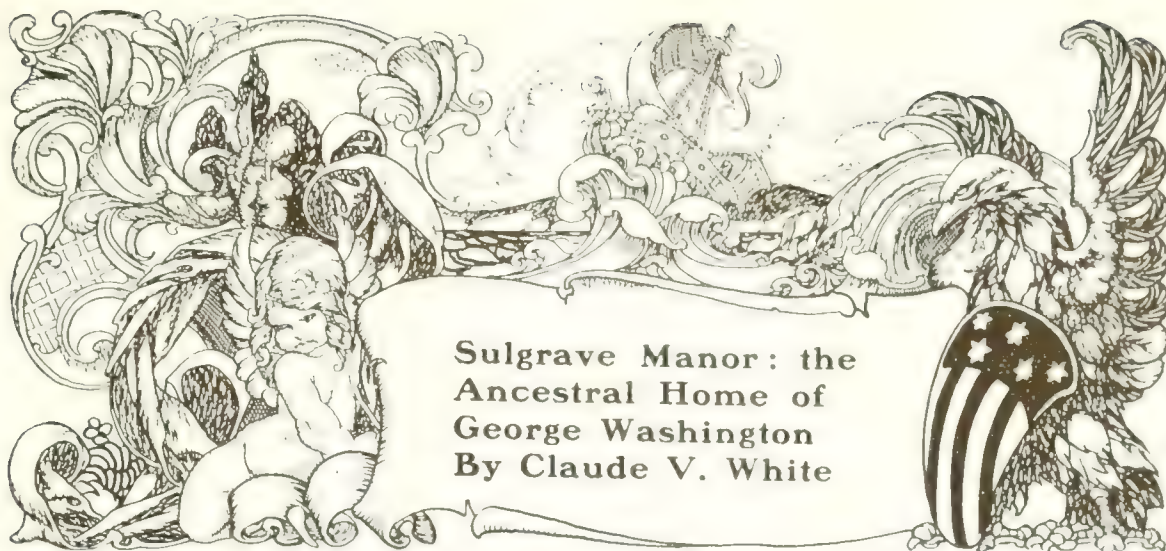 Sulgrave Manor: the
Ancestral Home of
George Washington
By Claude V. White